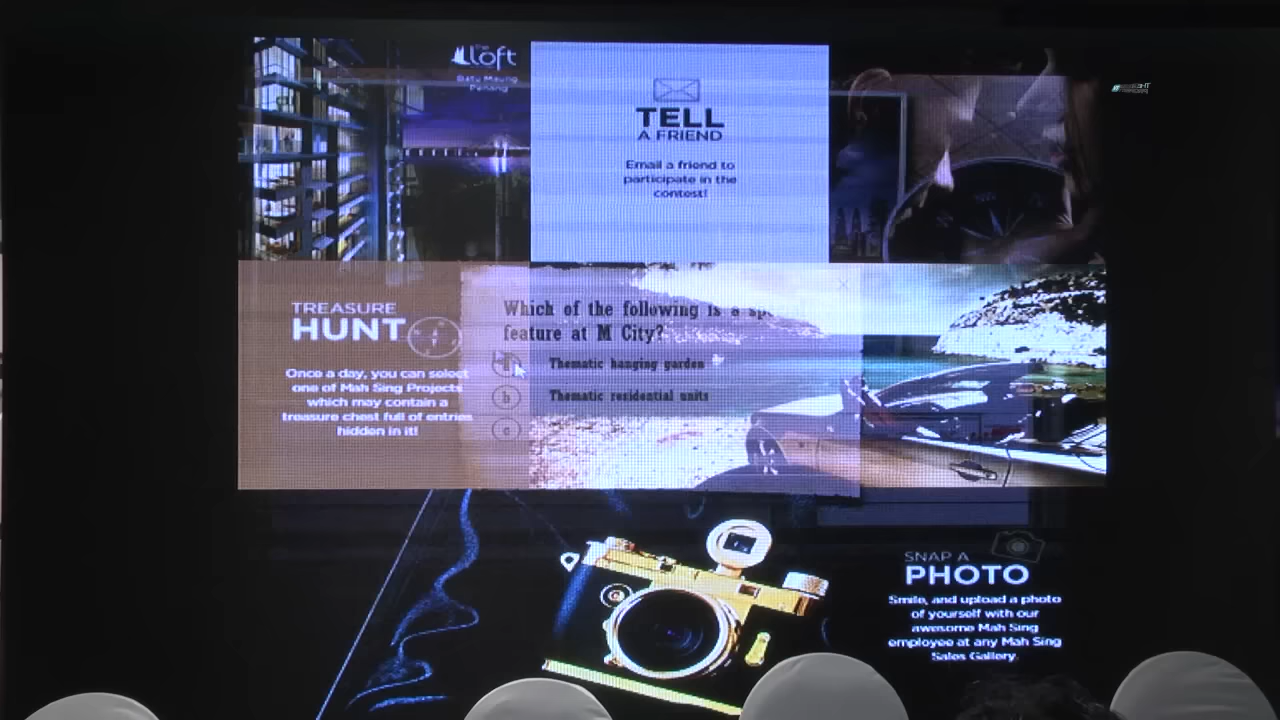 the
Loft
Batu Maung
Penang
TELL
A FRIEND
Email a friend to
participate in the
contest!
TREASURE
HUNT
Once a day, you can select
one of Mah Sing Projects
which may contain a
treasure chest full of entries
hidden in it!
Which of the following is a
feature at M City?
Thematic hanging garden
b
Thematic residential units
c
SNAP A
PHOTO
Smile, and upload a photo
of yourself with our
awesome Mah Sing
employee at any Mah Sing
Sales Gallery.